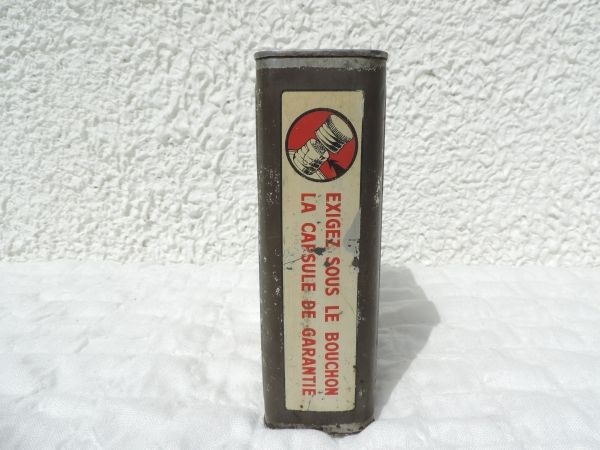 EXIGEZ SOUS LE BOUCHON
LA CAPSULE DE GARANTIE